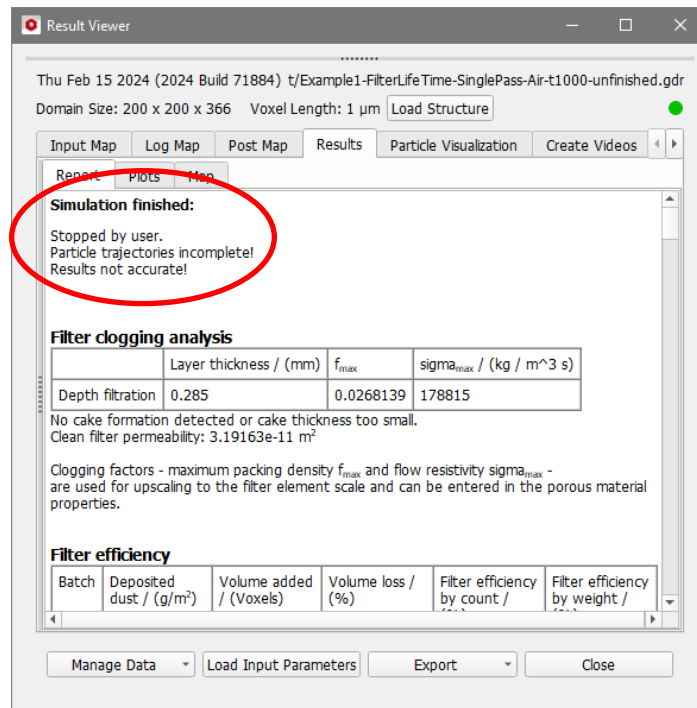 Result Viewer
Thu Feb 15 2024 (2024 Build 71884) t/Example1-FilterLifeTime-SinglePass-Air-t1000-unfinished.gdr
Domain Size: 200 x 200 x 366 Voxel Length: 1 µm Load Structure
Input Map Log Map Post Map Results Particle Visualization Create Videos
Report Plots Map
Simulation finished:
Stopped by user.
Particle trajectories incomplete!
Results not accurate!
Filter clogging analysis
Layer thickness / (mm) fmax sigmamax / (kg / m^3 s)
Depth filtration 0.285 0.0268139 178815
No cake formation detected or cake thickness too small.
Clean filter permeability: 3.19163e-11 m²
Clogging factors - maximum packing density fmax and flow resistivity sigmamax -
are used for upscaling to the filter element scale and can be entered in the porous material
properties.
Filter efficiency
Batch Deposited Volume added Volume loss / Filter efficiency Filter efficiency
dust / (g/m²) / (Voxels) (%) by count / by weight /
Manage Data Load Input Parameters Export Close